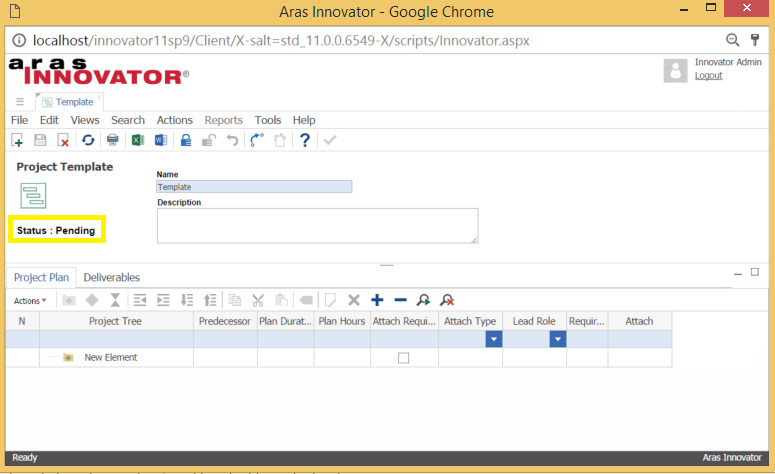 Aras Innovator - Google Chrome
localhost/innovator11sp9/Client/X-salt=std_11.0.0.6549-X/scripts/Innovator.aspx
aras
INNOVATOR®
Innovator Admin
Logout
Template
File Edit Views Search Actions Reports Tools Help
Project Template
Name
Template
Description
Status : Pending
Project Plan Deliverables
Actions
N Project Tree Predecessor Plan Durat... Plan Hours Attach Requi... Attach Type Lead Role Requir... Attach
New Element
Ready Aras Innovator